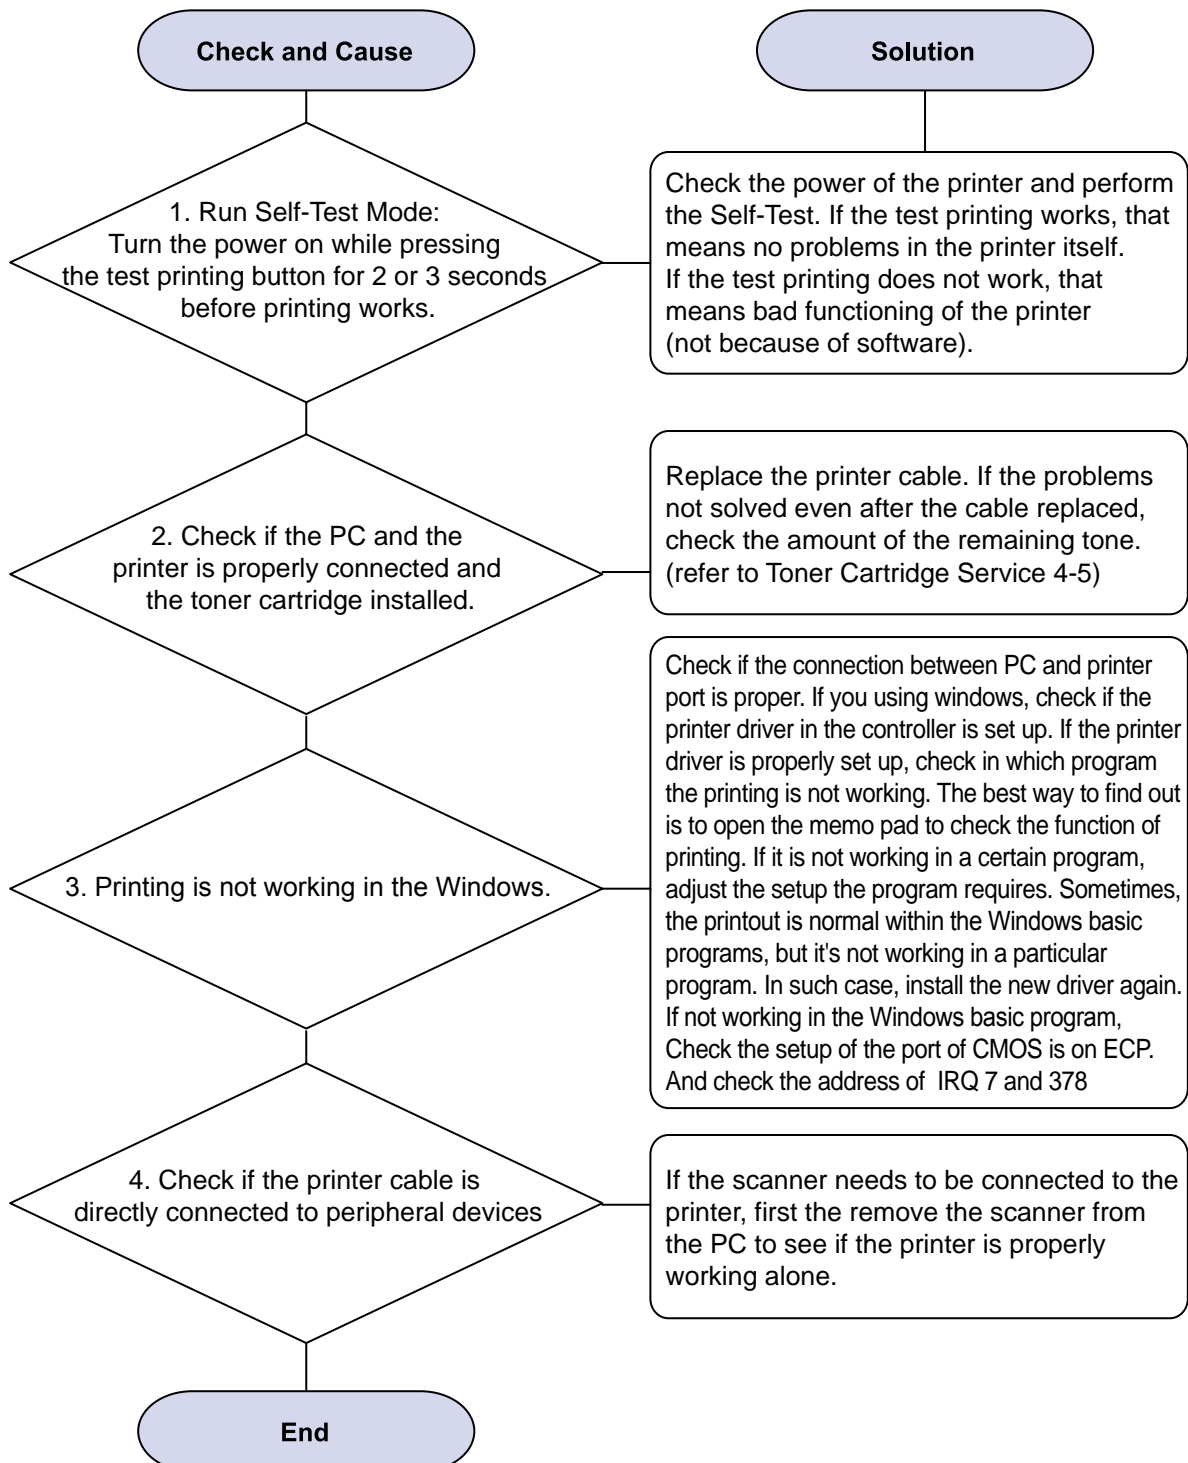 Check and Cause
Solution
1. Run Self-Test Mode:
Turn the power on while pressing
the test printing button for 2 or 3 seconds
before printing works.
Check the power of the printer and perform
the Self-Test. If the test printing works, that
means no problems in the printer itself.
If the test printing does not work, that
means bad functioning of the printer
(not because of software).
2. Check if the PC and the
printer is properly connected and
the toner cartridge installed.
Replace the printer cable. If the problems
not solved even after the cable replaced,
check the amount of the remaining tone.
(refer to Toner Cartridge Service 4-5)
3. Printing is not working in the Windows.
Check if the connection between PC and printer
port is proper. If you using windows, check if the
printer driver in the controller is set up. If the printer
driver is properly set up, check in which program
the printing is not working. The best way to find out
is to open the memo pad to check the function of
printing. If it is not working in a certain program,
adjust the setup the program requires. Sometimes,
the printout is normal within the Windows basic
programs, but it's not working in a particular
program. In such case, install the new driver again.
If not working in the Windows basic program,
Check the setup of the port of CMOS is on ECP.
And check the address of IRQ 7 and 378
4. Check if the printer cable is
directly connected to peripheral devices
If the scanner needs to be connected to the
printer, first the remove the scanner from
the PC to see if the printer is properly
working alone.
End